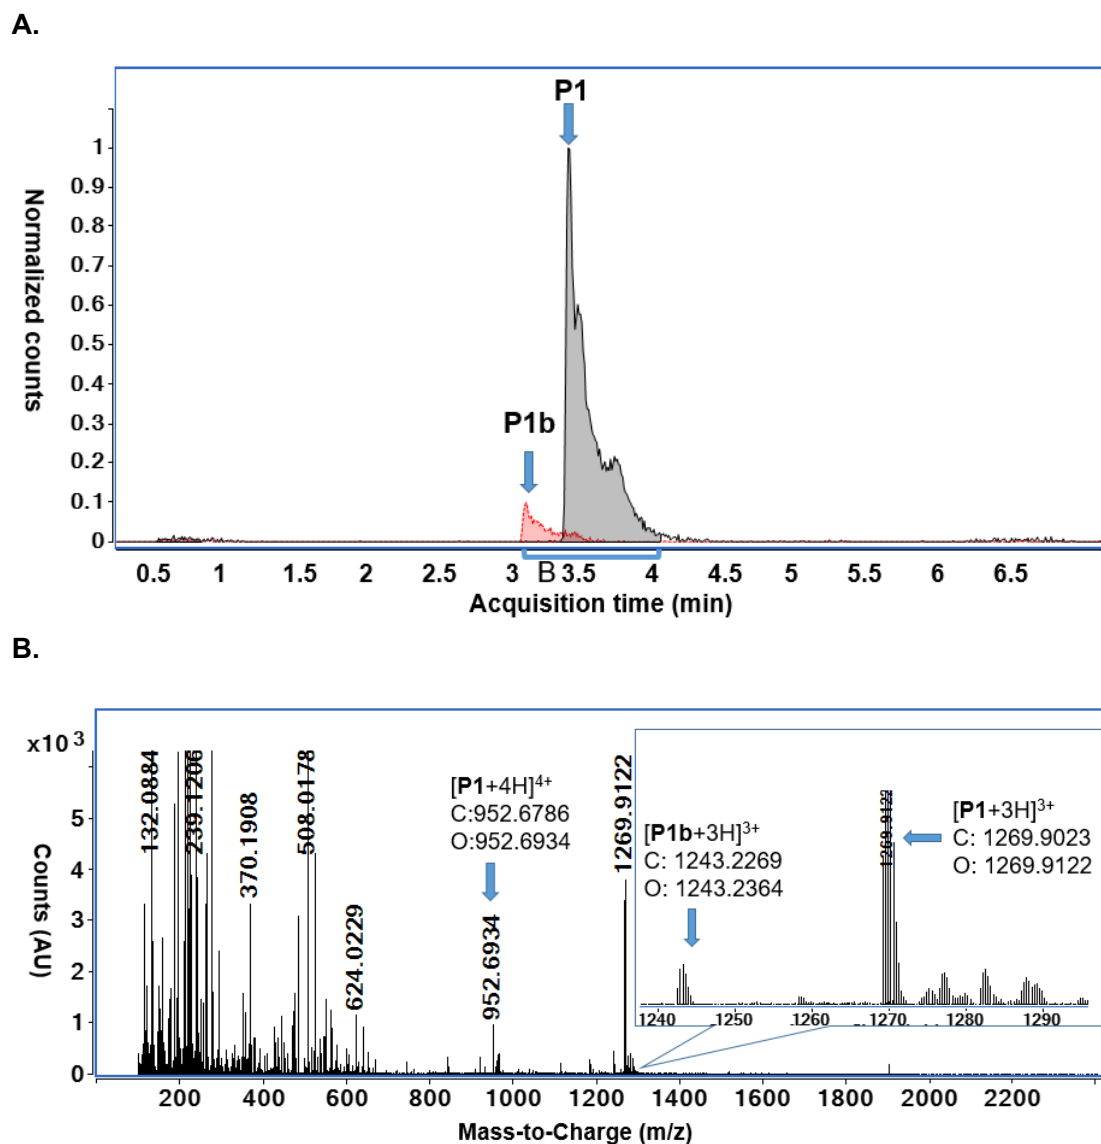 A.
P1
P1b
Normalized counts
1
0.9
0.8
0.7
0.6
0.5
0.4
0.3
0.2
0.1
0
0.5 1 1.5 2 2.5 3 B 3.5 4 4.5 5 5.5 6 6.5
Acquisition time (min)
B.
x10 3
Counts (AU)
5
4
3
2
1
0
132.0884
239.1206
370.1908
508.0178
624.0229
952.6934
1269.9122
[P1+4H]4+
C:952.6786
O:952.6934
[P1b+3H]3+
C: 1243.2269
O: 1243.2364
1269.9122
[P1+3H]3+
C: 1269.9023
O: 1269.9122
1240 1250 1260 1270 1280 1290
200 400 600 800 1000 1200 1400 1600 1800 2000 2200
Mass-to-Charge (m/z)